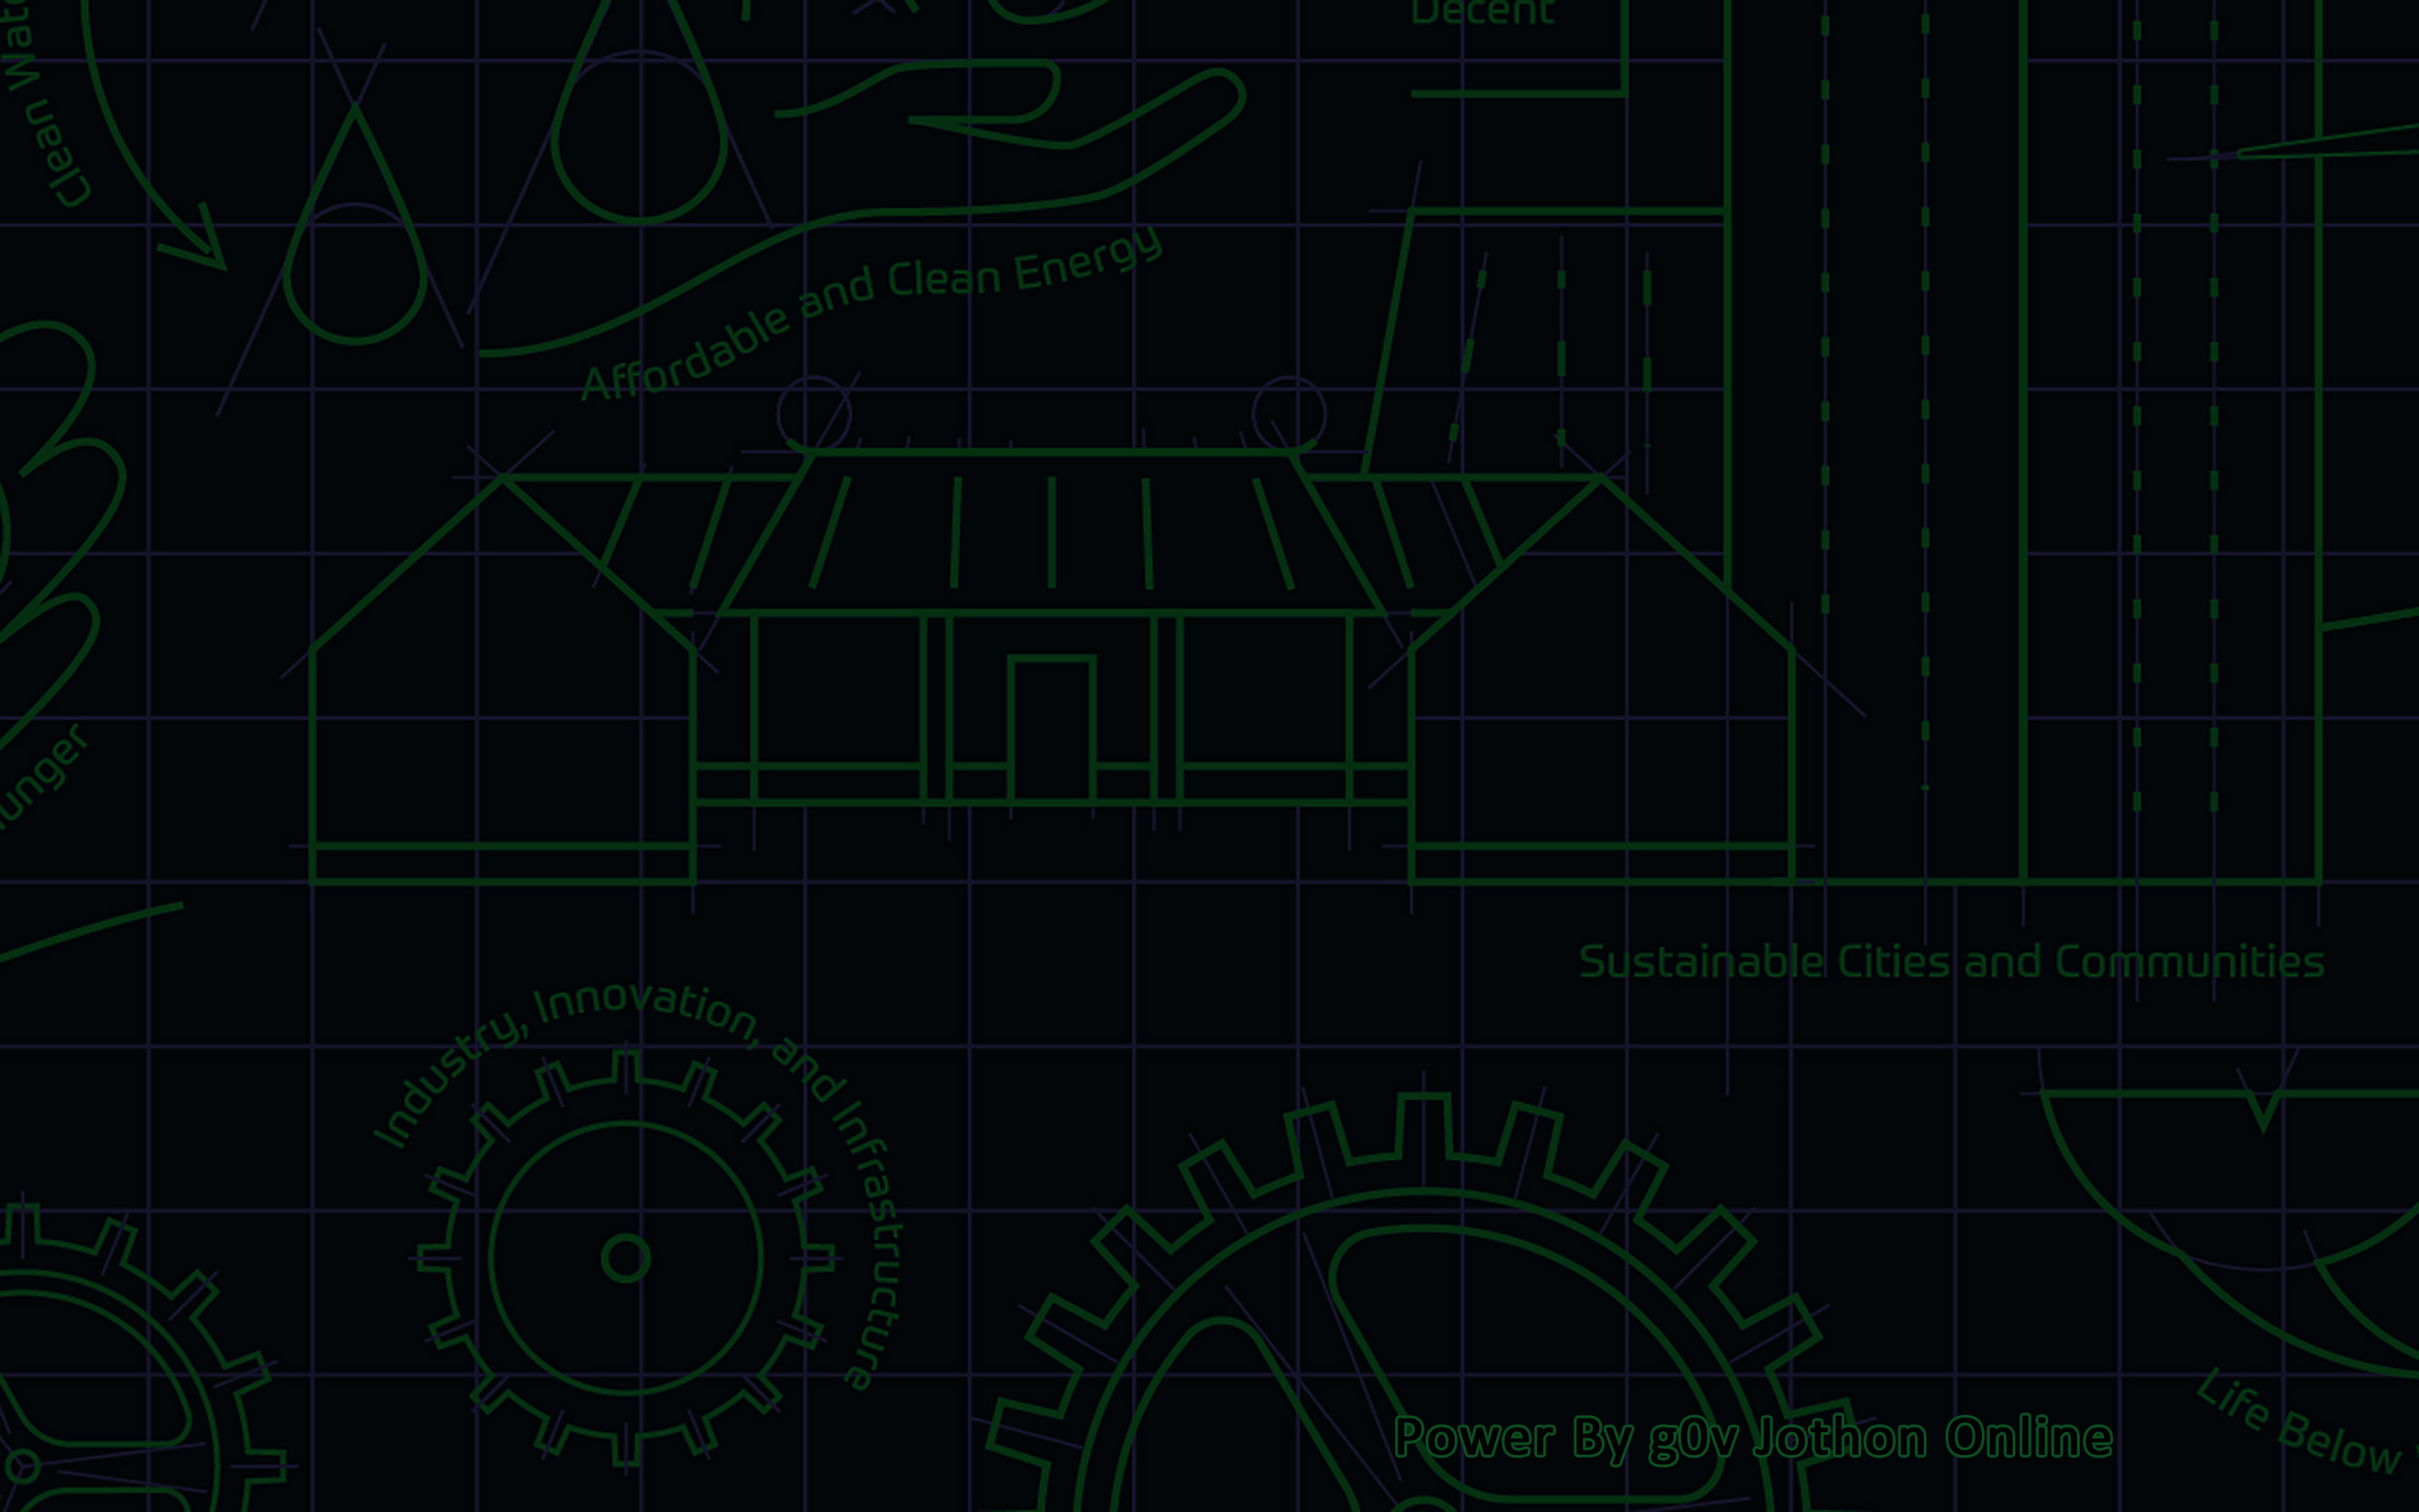 Decent
Clean Wat
Affordable and Clean Energy
unger
Sustainable Cities and Communities
Industry, Innovation, and Infrastructure
Life Below
Power By g0v Jothon Online